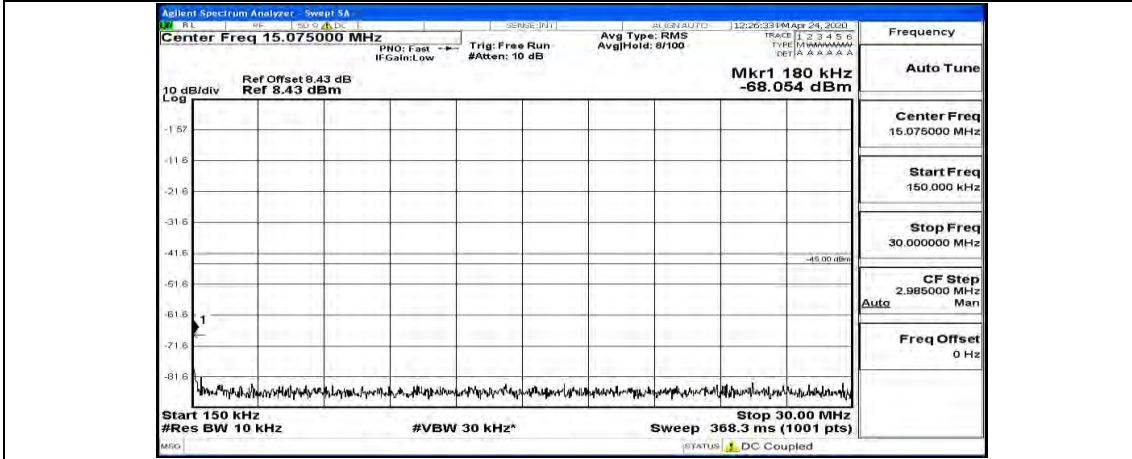 Agilent Spectrum Analyzer - Swept SA
RL RF 50 Ω DC SENSE:INT ALIGN AUTO 12:26:33 PM Apr 24, 2020
Center Freq 15.075000 MHz
PNO: Fast
IFGain:Low
Trig: Free Run
#Atten: 10 dB
Avg Type: RMS
Avg|Hold: 8/100
TRACE 1 2 3 4 5 6
TYPE M WWWWW
DET A A A A A A
Ref Offset 8.43 dB
10 dB/div Ref 8.43 dBm
Log
Mkr1 180 kHz
-68.054 dBm
-1.57
-11.6
-21.6
-31.6
-41.6
-45.00 dBm
-51.6
-61.6
1
-71.6
-81.6
Start 150 kHz Stop 30.00 MHz
#Res BW 10 kHz #VBW 30 kHz* Sweep 368.3 ms (1001 pts)
MSG STATUS DC Coupled
Frequency
Auto Tune
Center Freq
15.075000 MHz
Start Freq
150.000 kHz
Stop Freq
30.000000 MHz
CF Step
2.985000 MHz
Auto Man
Freq Offset
0 Hz